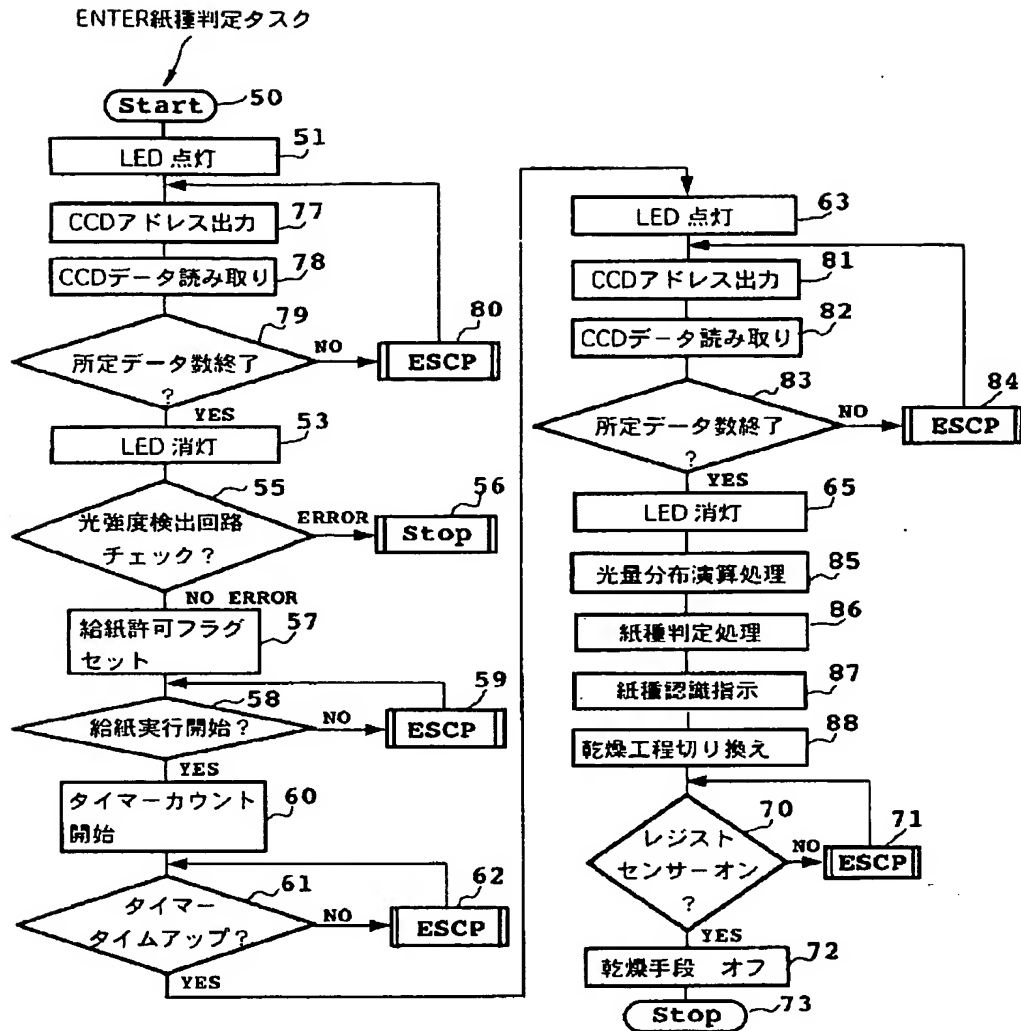 ENTER紙種判定タスク
Start
50
51
LED 点灯
CCDアドレス出力
77
CCDデータ読み取り
78
79
所定データ数終了
?
NO
80
ESCP
YES
53
LED 消灯
55
光強度検出回路
チェック?
ERROR
56
Stop
NO ERROR
57
給紙許可フラグ
セット
58
給紙実行開始?
NO
59
ESCP
YES
タイマーカウント
開始
60
61
タイマー
タイムアップ?
NO
62
ESCP
YES
LED 点灯
63
CCDアドレス出力
81
CCDデータ読み取り
82
83
所定データ数終了
?
NO
84
ESCP
YES
65
LED 消灯
光量分布演算処理
85
紙種判定処理
86
紙種認識指示
87
乾燥工程切り換え
88
70
レジスト
センサーオン
?
NO
71
ESCP
YES
乾燥手段 オフ
72
Stop
73